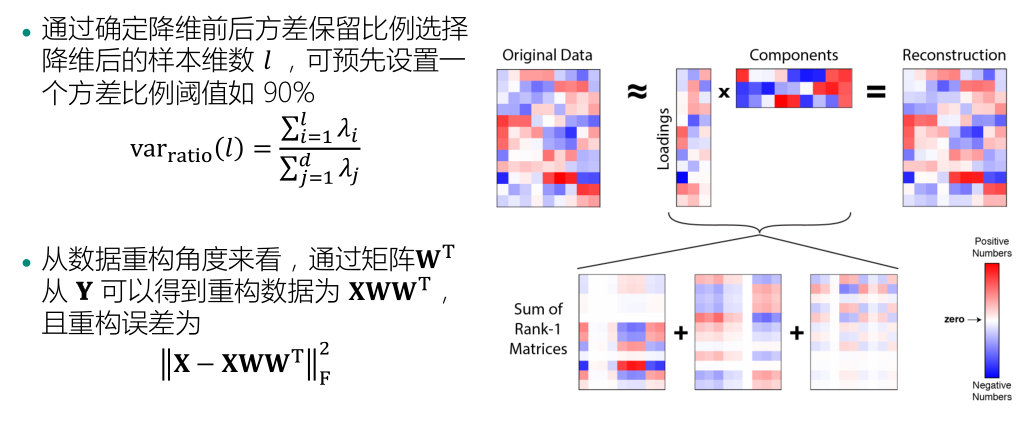 • 通过确定降维前后方差保留比例选择
降维后的样本维数 l ，可预先设置一
个方差比例阈值如 90%
var_ratio(l) = ∑_{i=1}^{l} λ_i / ∑_{j=1}^{d} λ_j
• 从数据重构角度来看，通过矩阵W^T
从 Y 可以得到重构数据为 XWW^T，
且重构误差为
‖X − XWW^T‖_F^2
Original Data
≈
Loadings
x
Components
=
Reconstruction
Sum of
Rank-1
Matrices
+
+
Positive
Numbers
zero →
Negative
Numbers